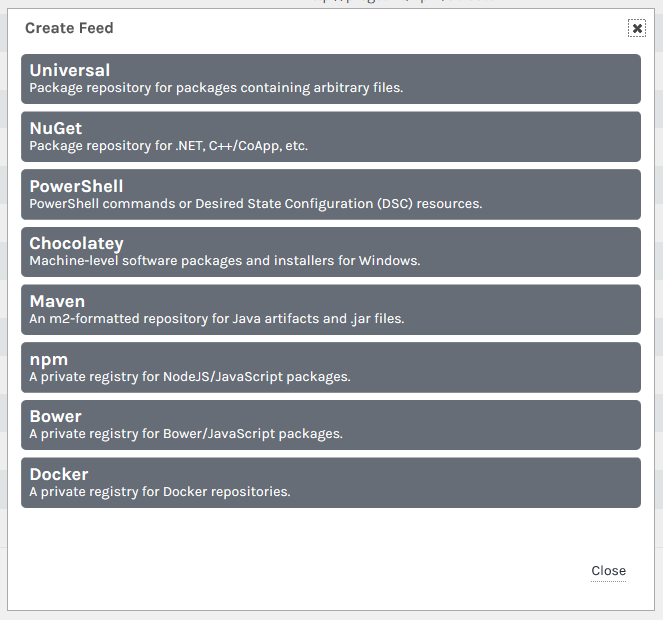 Create Feed
Universal
Package repository for packages containing arbitrary files.
NuGet
Package repository for .NET, C++/CoApp, etc.
PowerShell
PowerShell commands or Desired State Configuration (DSC) resources.
Chocolatey
Machine-level software packages and installers for Windows.
Maven
An m2-formatted repository for Java artifacts and .jar files.
npm
A private registry for NodeJS/JavaScript packages.
Bower
A private registry for Bower/JavaScript packages.
Docker
A private registry for Docker repositories.
Close